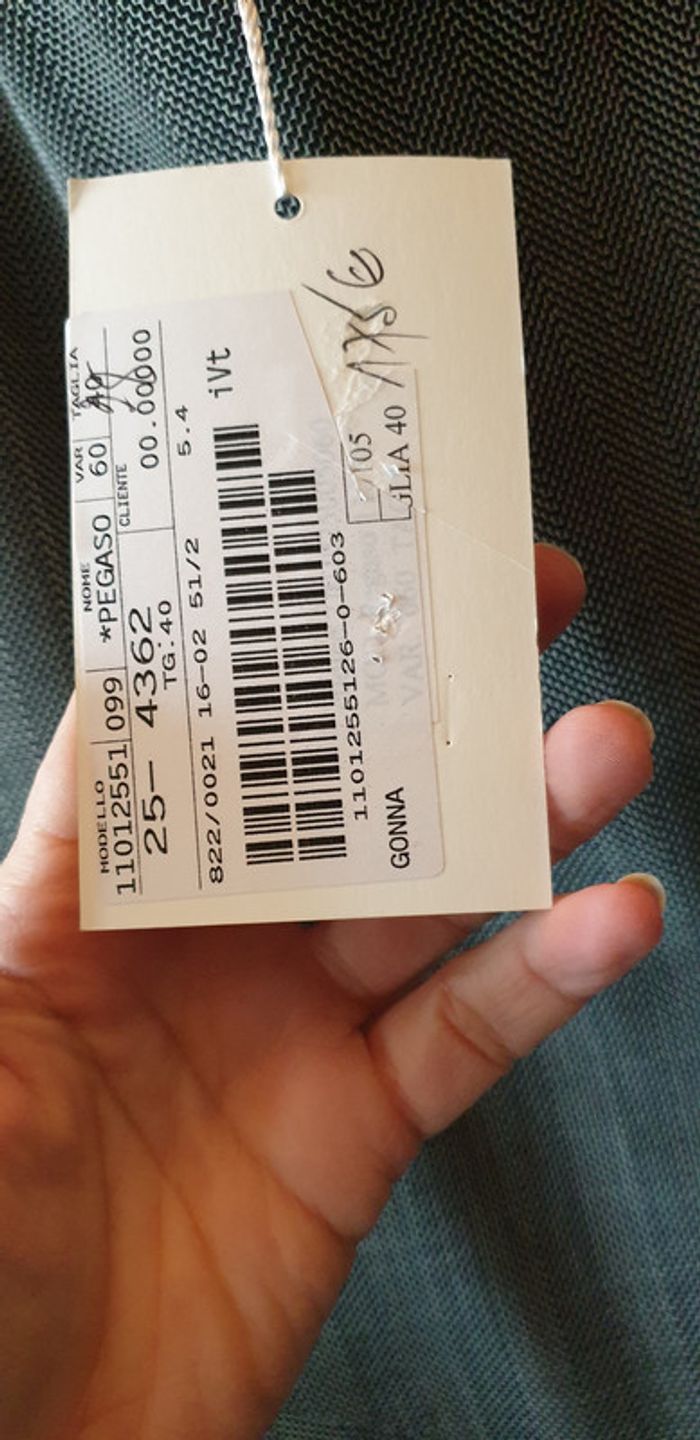 MODELLO NOME VAR TAGLIA
11012551 099 *PEGASO 60
CLIENTE
25- 4362 00.00000
TG.40
822/0021 16-02 51/2 5.4
iVt
1101255126-0-603
GONNA
105
GLIA 40